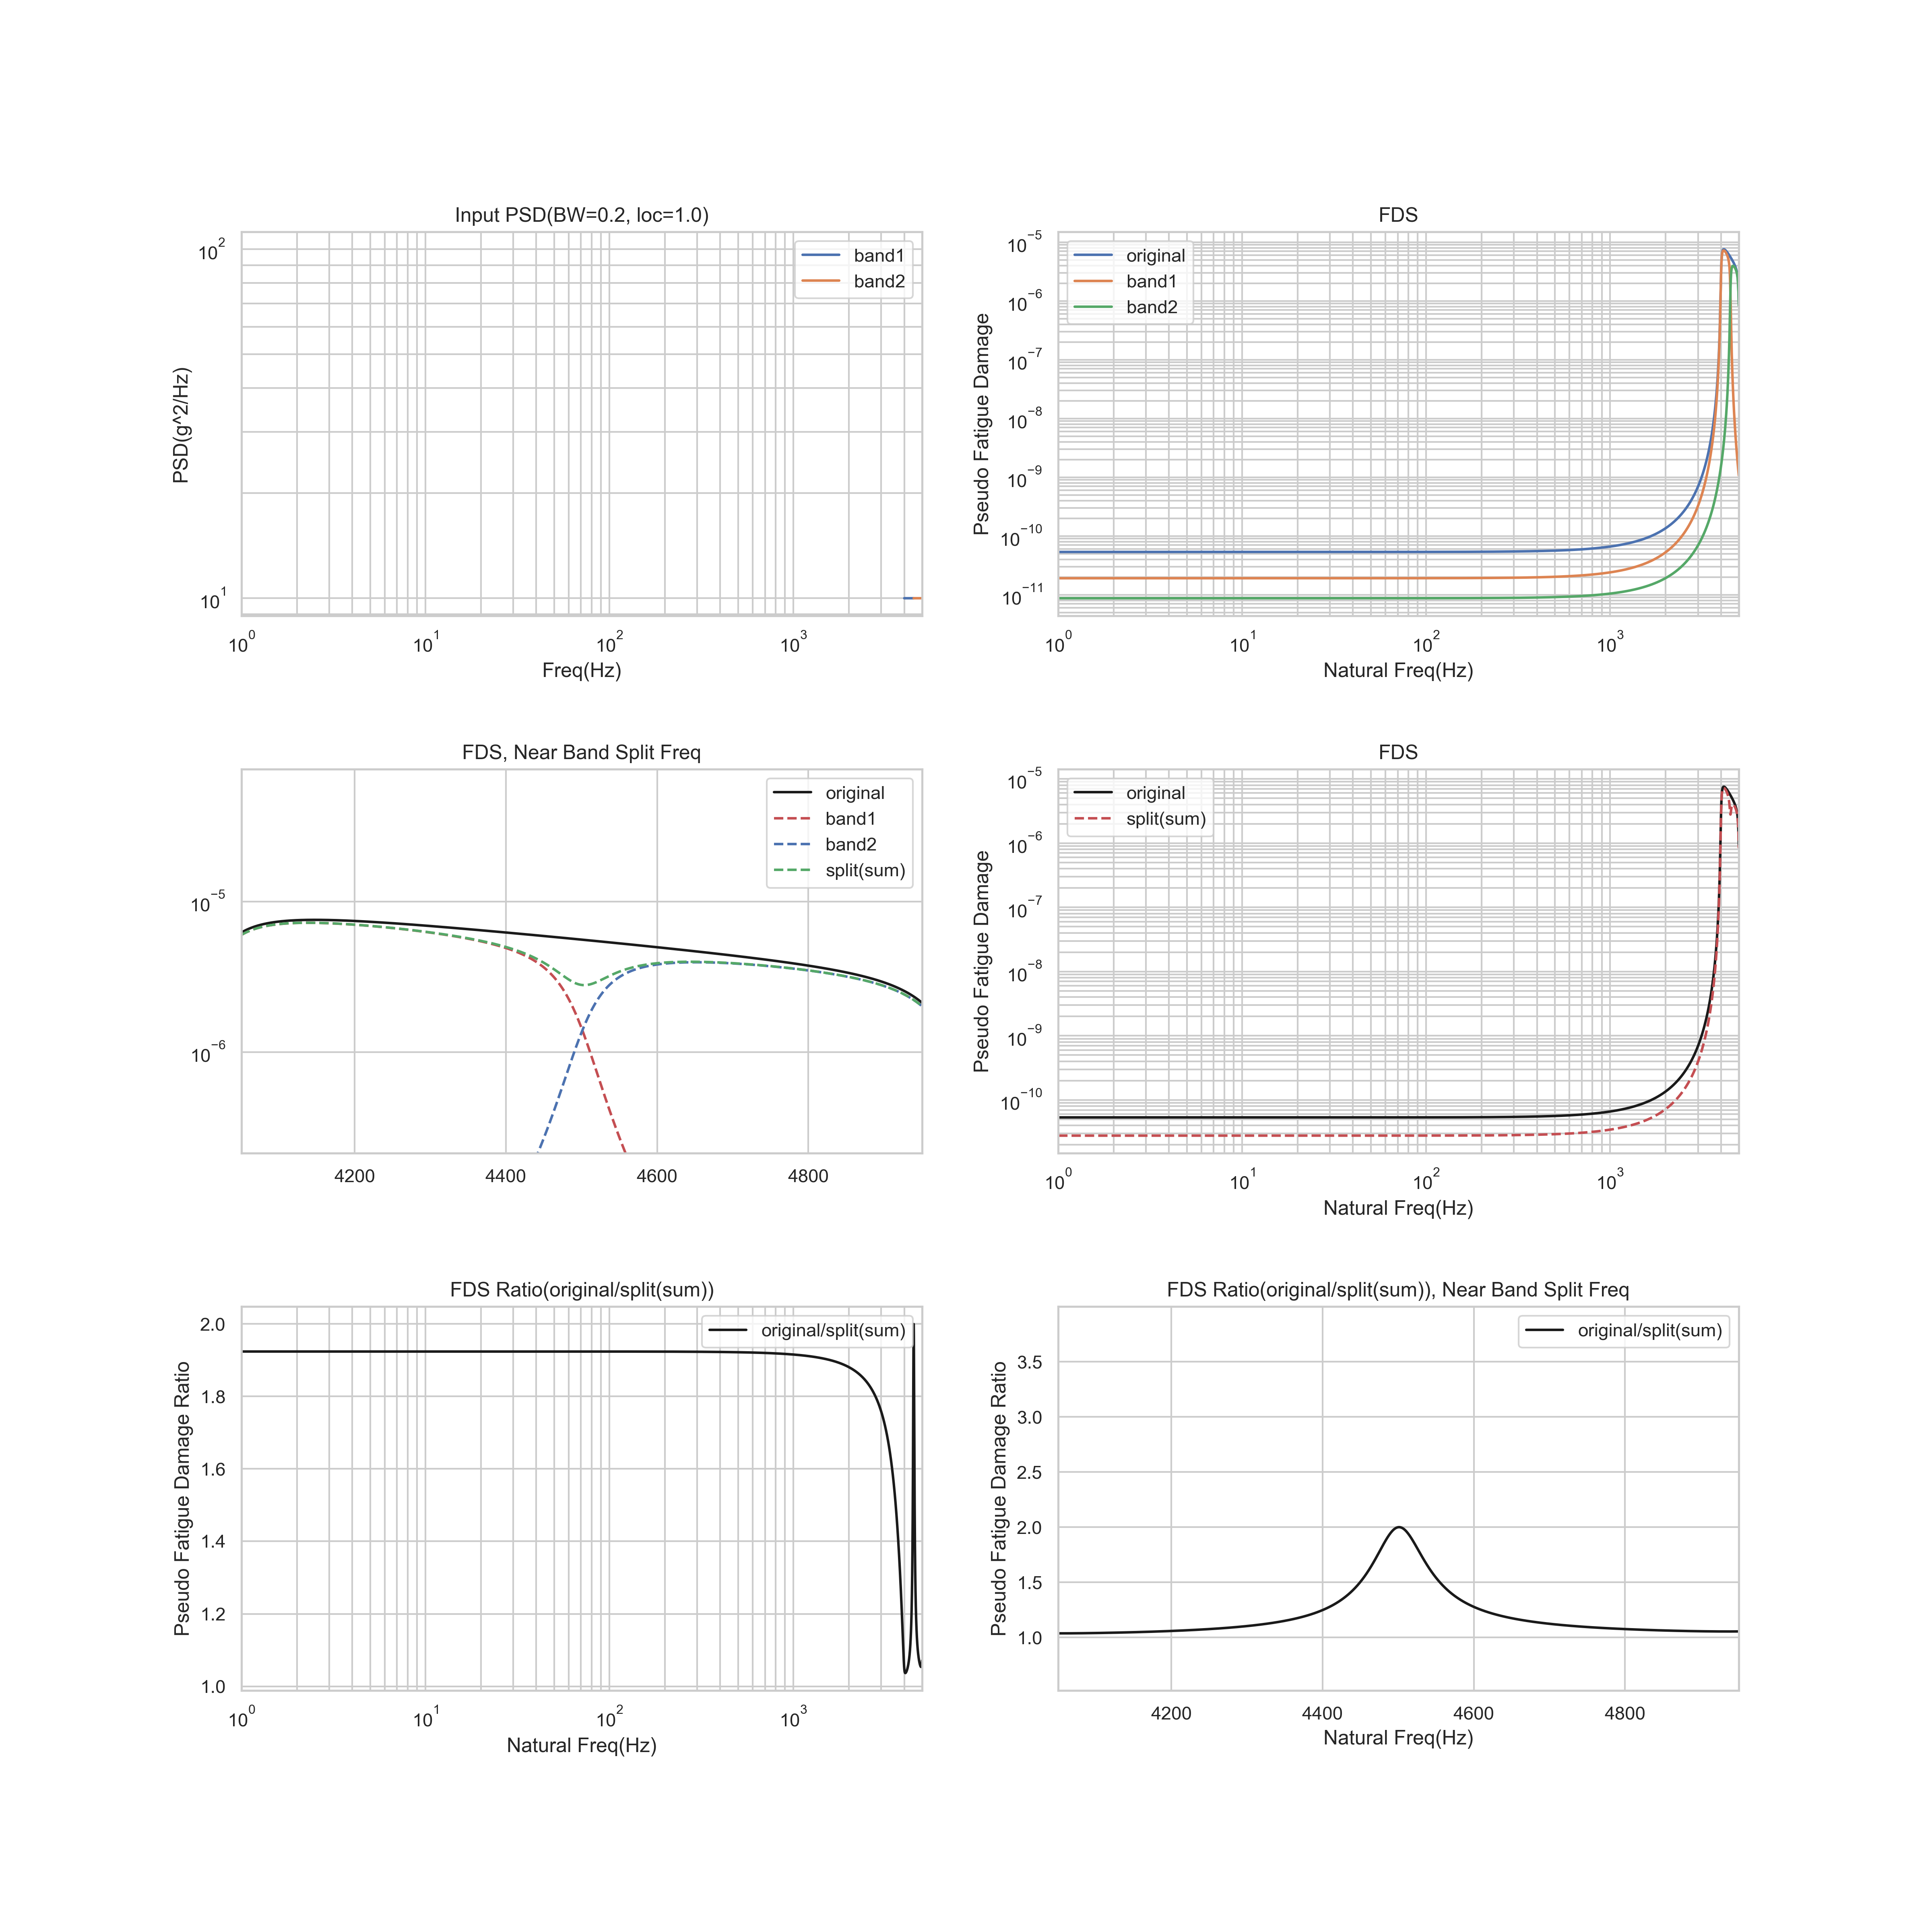 Input PSD(BW=0.2, loc=1.0)
band1
band2
10^2
10^1
PSD(g^2/Hz)
10^0 10^1 10^2 10^3
Freq(Hz)
FDS
original
band1
band2
10^−5
10^−6
10^−7
10^−8
10^−9
10^−10
10^−11
Pseudo Fatigue Damage
10^0 10^1 10^2 10^3
Natural Freq(Hz)
FDS, Near Band Split Freq
original
band1
band2
split(sum)
10^−5
10^−6
4200 4400 4600 4800
FDS
original
split(sum)
10^−5
10^−6
10^−7
10^−8
10^−9
10^−10
Pseudo Fatigue Damage
10^0 10^1 10^2 10^3
Natural Freq(Hz)
FDS Ratio(original/split(sum))
original/split(sum)
2.0
1.8
1.6
1.4
1.2
1.0
Pseudo Fatigue Damage Ratio
10^0 10^1 10^2 10^3
Natural Freq(Hz)
FDS Ratio(original/split(sum)), Near Band Split Freq
original/split(sum)
3.5
3.0
2.5
2.0
1.5
1.0
Pseudo Fatigue Damage Ratio
4200 4400 4600 4800
Natural Freq(Hz)